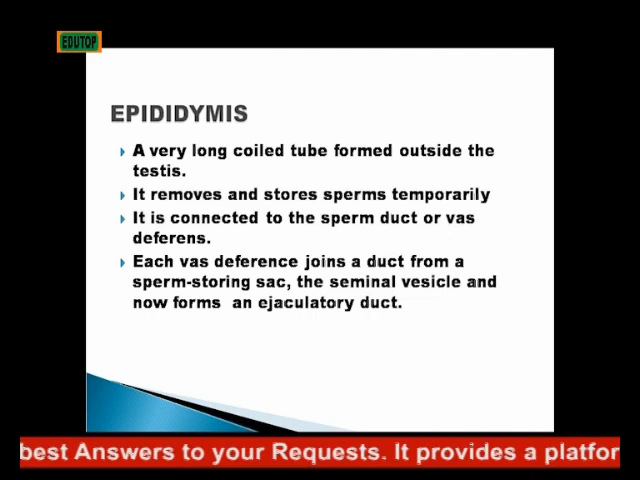 EDUTOP
EPIDIDYMIS
A very long coiled tube formed outside the
testis.
It removes and stores sperms temporarily
It is connected to the sperm duct or vas
deferens.
Each vas deference joins a duct from a
sperm-storing sac, the seminal vesicle and
now forms an ejaculatory duct.
best Answers to your Requests. It provides a platfor